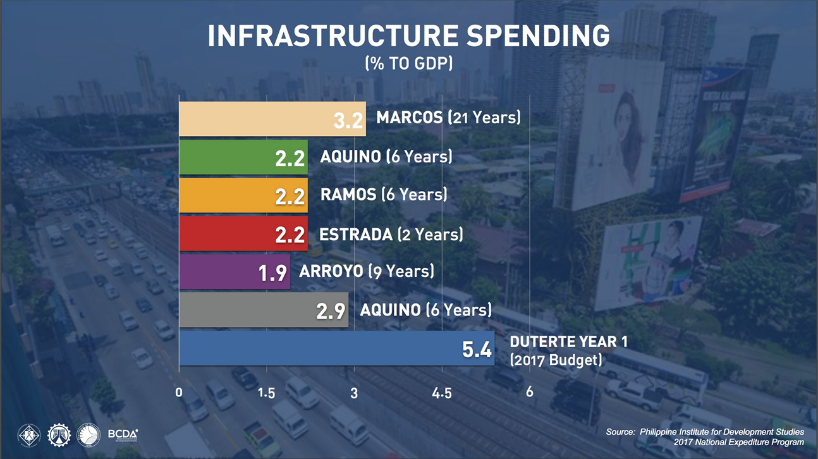 INFRASTRUCTURE SPENDING
(% TO GDP)
3.2 MARCOS (21 Years)
2.2 AQUINO (6 Years)
2.2 RAMOS (6 Years)
2.2 ESTRADA (2 Years)
1.9 ARROYO (9 Years)
2.9 AQUINO (6 Years)
5.4 DUTERTE YEAR 1
(2017 Budget)
0 1.5 3 4.5 6
BCDA
Source: Philippine Institute for Development Studies
2017 National Expediture Program